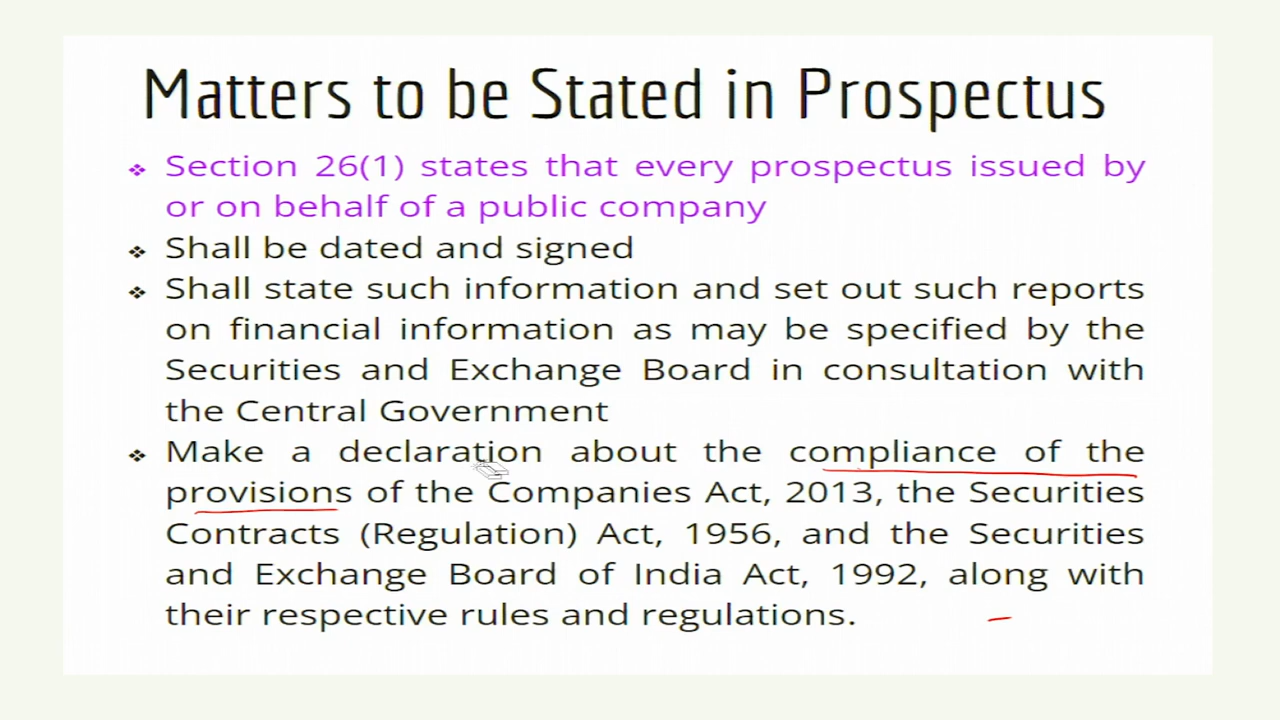 Matters to be Stated in Prospectus
❖ Section 26(1) states that every prospectus issued by
or on behalf of a public company
❖ Shall be dated and signed
❖ Shall state such information and set out such reports
on financial information as may be specified by the
Securities and Exchange Board in consultation with
the Central Government
❖ Make a declaration about the compliance of the
provisions of the Companies Act, 2013, the Securities
Contracts (Regulation) Act, 1956, and the Securities
and Exchange Board of India Act, 1992, along with
their respective rules and regulations.